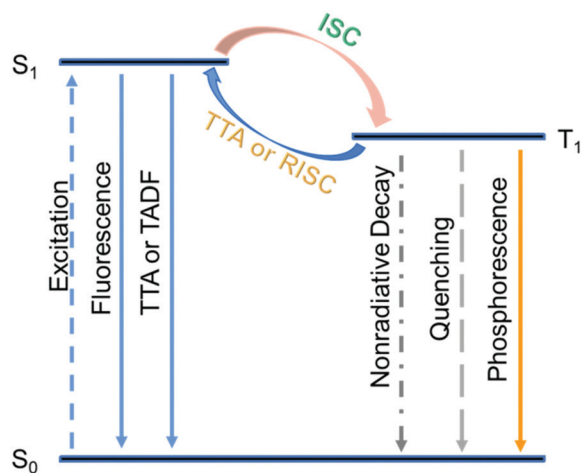 ISC
S1
T1
TTA or RISC
Excitation
Fluorescence
TTA or TADF
Nonradiative Decay
Quenching
Phosphorescence
S0